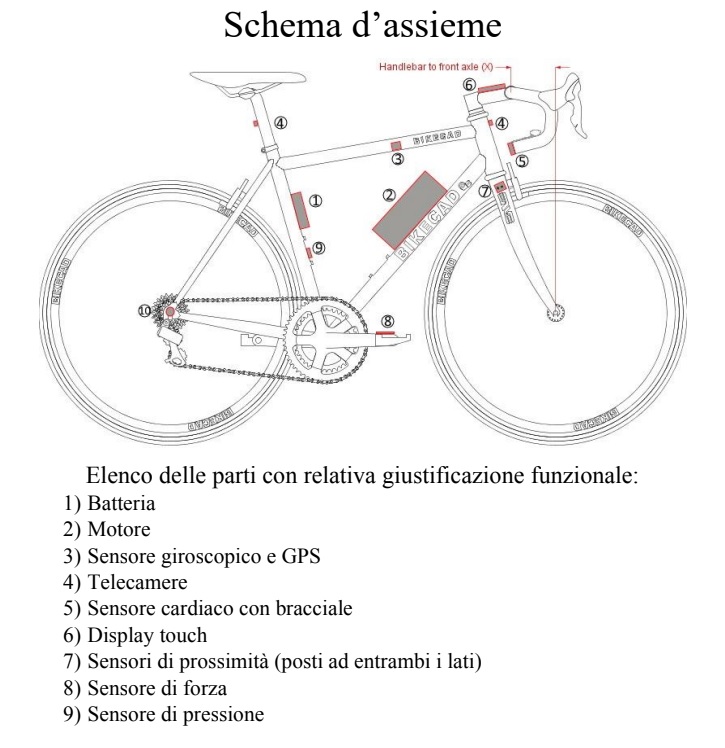 Schema d’assieme
Handlebar to front axle (X)
6
4
4
BIKECAD
3
5
2
1
7
BIKECAD
BIKECAD
BIKECAD
BIKECAD
9
10
8
BIKECAD
BIKECAD
Elenco delle parti con relativa giustificazione funzionale:
1) Batteria
2) Motore
3) Sensore giroscopico e GPS
4) Telecamere
5) Sensore cardiaco con bracciale
6) Display touch
7) Sensori di prossimità (posti ad entrambi i lati)
8) Sensore di forza
9) Sensore di pressione